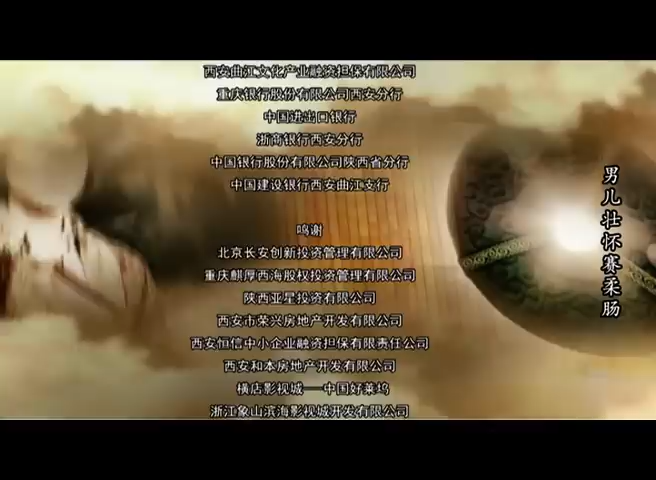 西安曲江文化产业融资担保有限公司
重庆银行股份有限公司西安分行
中国进出口银行
浙商银行西安分行
中国银行股份有限公司陕西省分行
中国建设银行西安曲江支行
鸣谢
北京长安创新投资管理有限公司
重庆麒厚西海股权投资管理有限公司
陕西亚星投资有限公司
西安市荣兴房地产开发有限公司
西安恒信中小企业融资担保有限责任公司
西安和本房地产开发有限公司
横店影视城——中国好莱坞
浙江象山滨海影视城开发有限公司
男儿壮怀赛柔肠